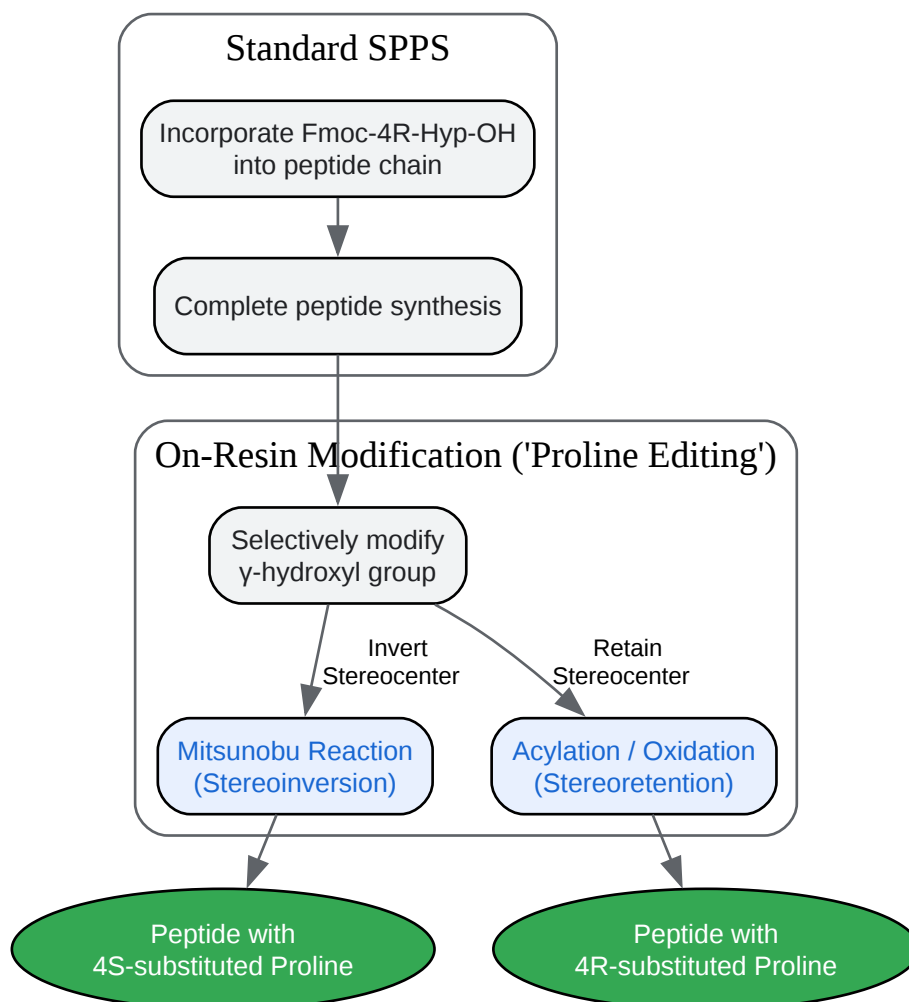 Standard SPPS
Incorporate Fmoc-4R-Hyp-OH
into peptide chain
Complete peptide synthesis
On-Resin Modification ('Proline Editing')
Selectively modify
γ-hydroxyl group
Invert
Stereocenter
Retain
Stereocenter
Mitsunobu Reaction
(Stereoinversion)
Acylation / Oxidation
(Stereoretention)
Peptide with
4S-substituted Proline
Peptide with
4R-substituted Proline